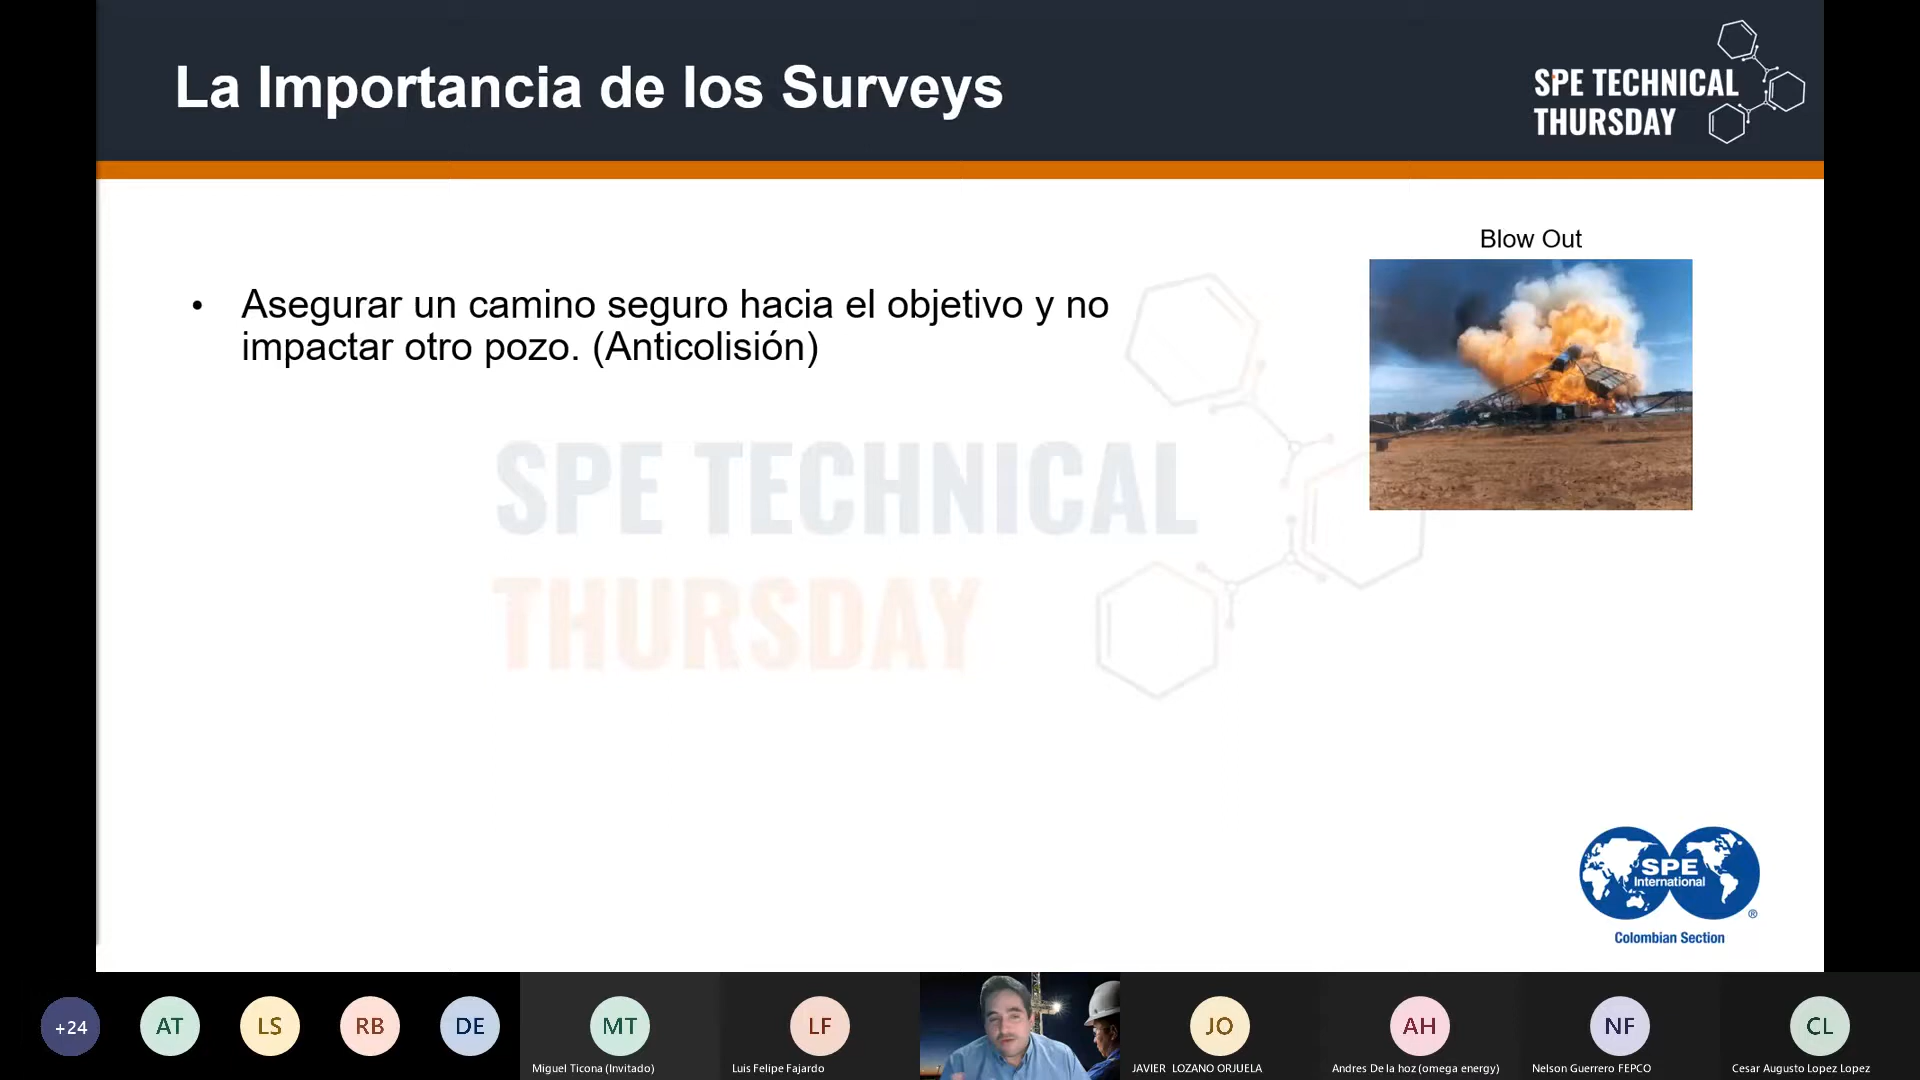 La Importancia de los Surveys
SPE TECHNICAL
THURSDAY
Blow Out
• Asegurar un camino seguro hacia el objetivo y no
impactar otro pozo. (Anticolisión)
SPE TECHNICAL
THURSDAY
SPE
International
®
Colombian Section
+24
AT
LS
RB
DE
MT
Miguel Ticona (Invitado)
LF
Luis Felipe Fajardo
JO
JAVIER LOZANO ORJUELA
AH
Andres De la hoz (omega energy)
NF
Nelson Guerrero FEPCO
CL
Cesar Augusto Lopez Lopez